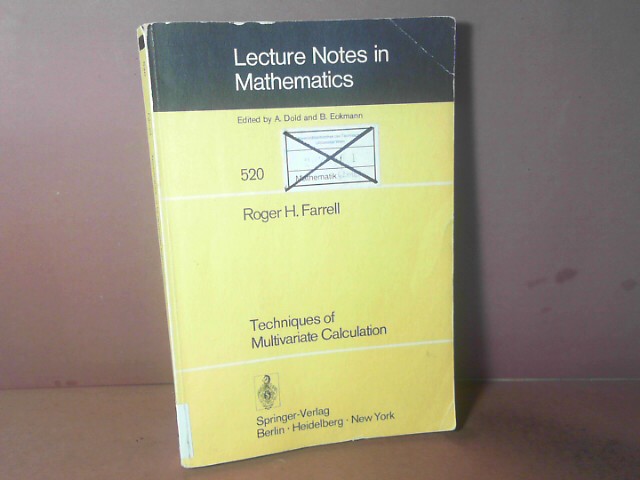 Lecture Notes in
Mathematics
Edited by A. Dold and B. Eckmann
520
Mathematik
Roger H. Farrell
Techniques of
Multivariate Calculation
Springer-Verlag
Berlin · Heidelberg · New York